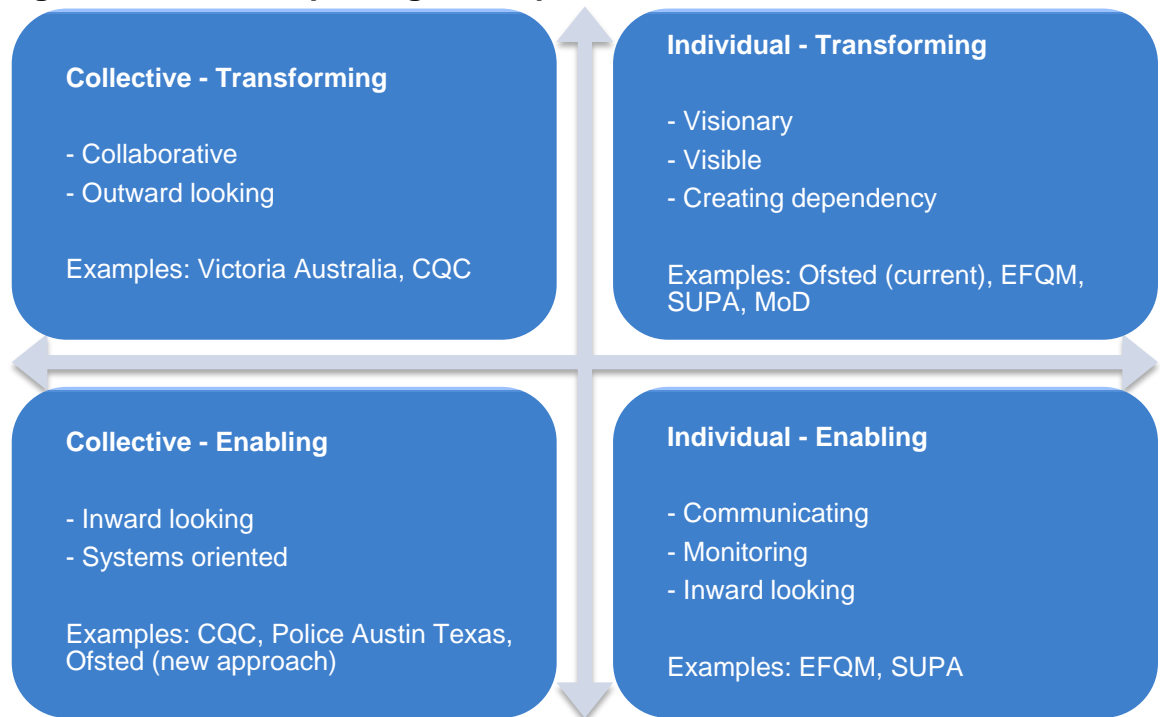 Collective - Transforming
- Collaborative
- Outward looking
Examples: Victoria Australia, CQC
Individual - Transforming
- Visionary
- Visible
- Creating dependency
Examples: Ofsted (current), EFQM,
SUPA, MoD
Collective - Enabling
- Inward looking
- Systems oriented
Examples: CQC, Police Austin Texas,
Ofsted (new approach)
Individual - Enabling
- Communicating
- Monitoring
- Inward looking
Examples: EFQM, SUPA